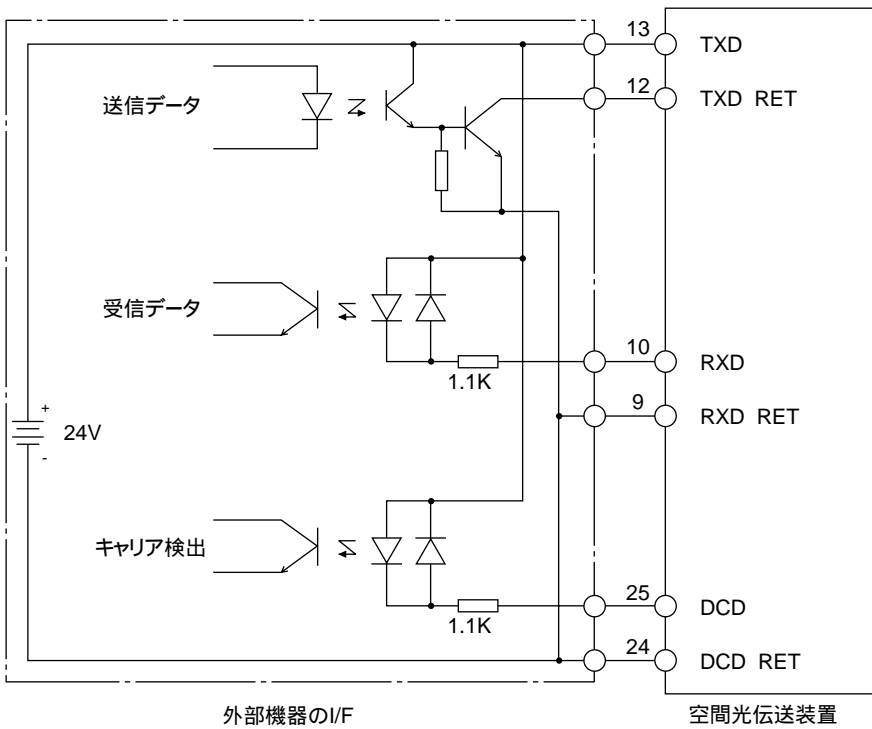 13
TXD
12
TXD RET
送信データ
受信データ
10
RXD
1.1K
9
RXD RET
+
24V
-
キャリア検出
25
DCD
1.1K
24
DCD RET
外部機器のI/F
空間光伝送装置